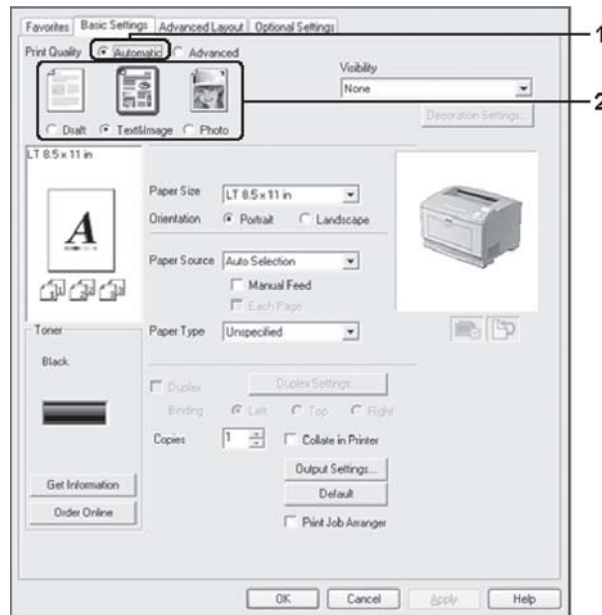 Favorites Basic Settings Advanced Layout Optional Settings
Print Quality Automatic Advanced 1
Visibility
None
2
Decoration Settings...
Draft Text&Image Photo
LT 8.5 x 11 in
Paper Size LT 8.5 x 11 in
Orientation Portrait Landscape
A
Paper Source Auto Selection
Manual Feed
Each Page
Toner Paper Type Unspecified
Black
Duplex Duplex Settings...
Binding Left Top Right
Copies 1 Collate in Printer
Output Settings...
Get Information
Default
Order Online
Print Job Arranger
OK Cancel Apply Help